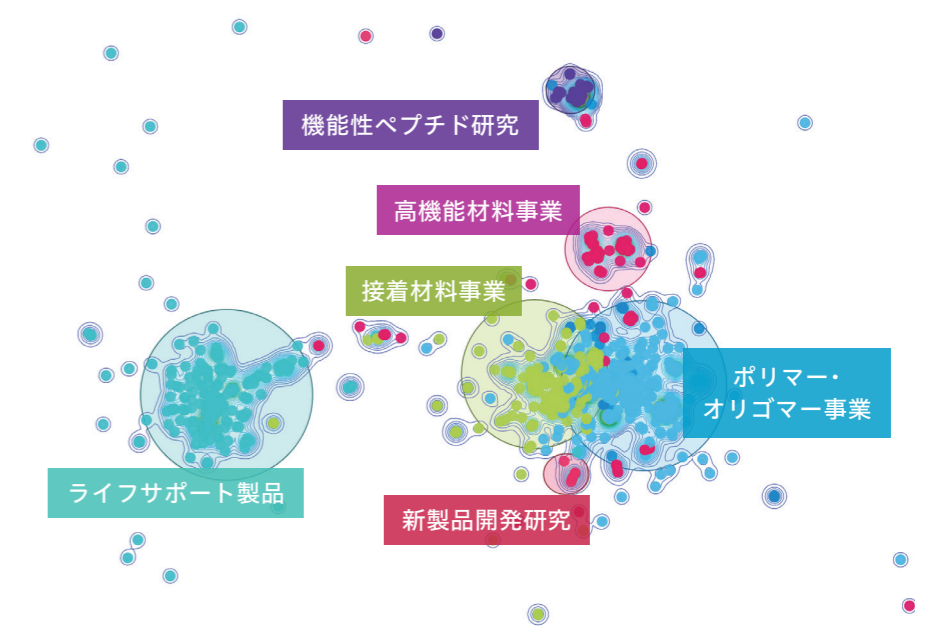 機能性ペプチド研究
高機能材料事業
接着材料事業
ポリマー・
オリゴマー事業
ライフサポート製品
新製品開発研究